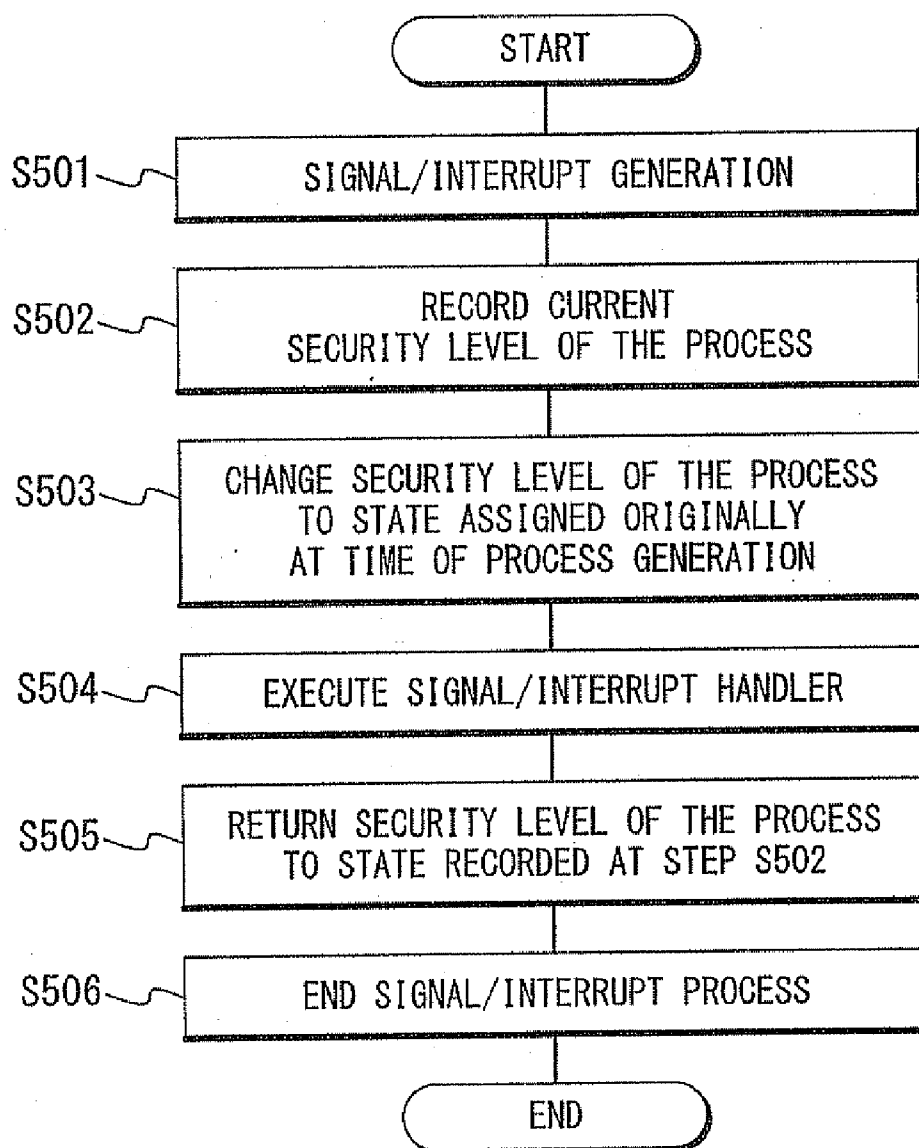 START
S501
SIGNAL/INTERRUPT GENERATION
S502
RECORD CURRENT
SECURITY LEVEL OF THE PROCESS
S503
CHANGE SECURITY LEVEL OF THE PROCESS
TO STATE ASSIGNED ORIGINALLY
AT TIME OF PROCESS GENERATION
S504
EXECUTE SIGNAL/INTERRUPT HANDLER
S505
RETURN SECURITY LEVEL OF THE PROCESS
TO STATE RECORDED AT STEP S502
S506
END SIGNAL/INTERRUPT PROCESS
END